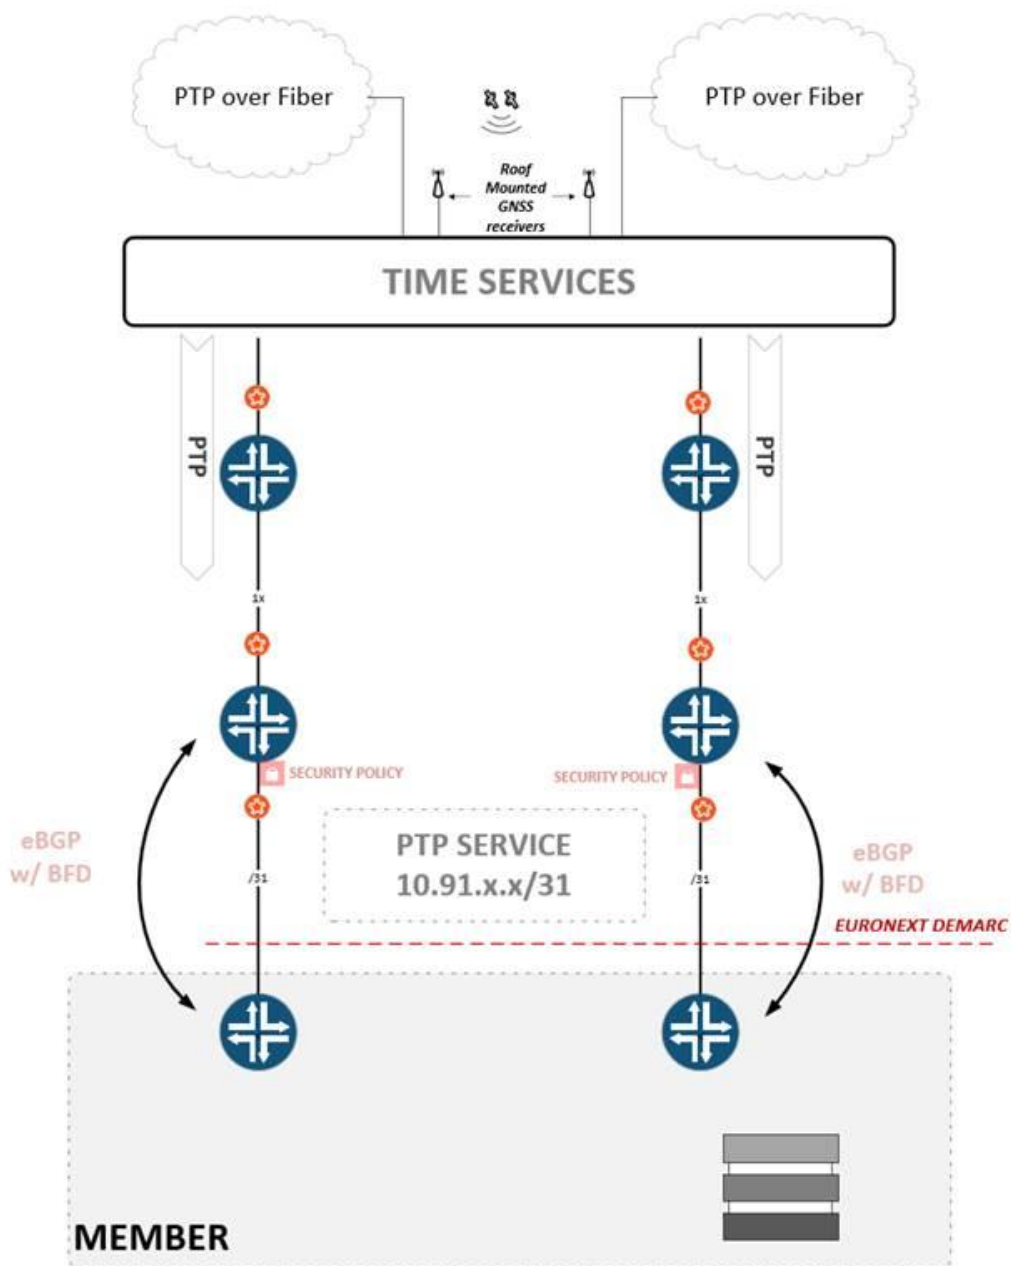 PTP over Fiber
PTP over Fiber
Roof
Mounted
GNSS
receivers
TIME SERVICES
PTP
PTP
1x
1x
SECURITY POLICY
SECURITY POLICY
eBGP
w/ BFD
PTP SERVICE
10.91.x.x/31
eBGP
w/ BFD
/31
/31
EURONEXT DEMARC
MEMBER